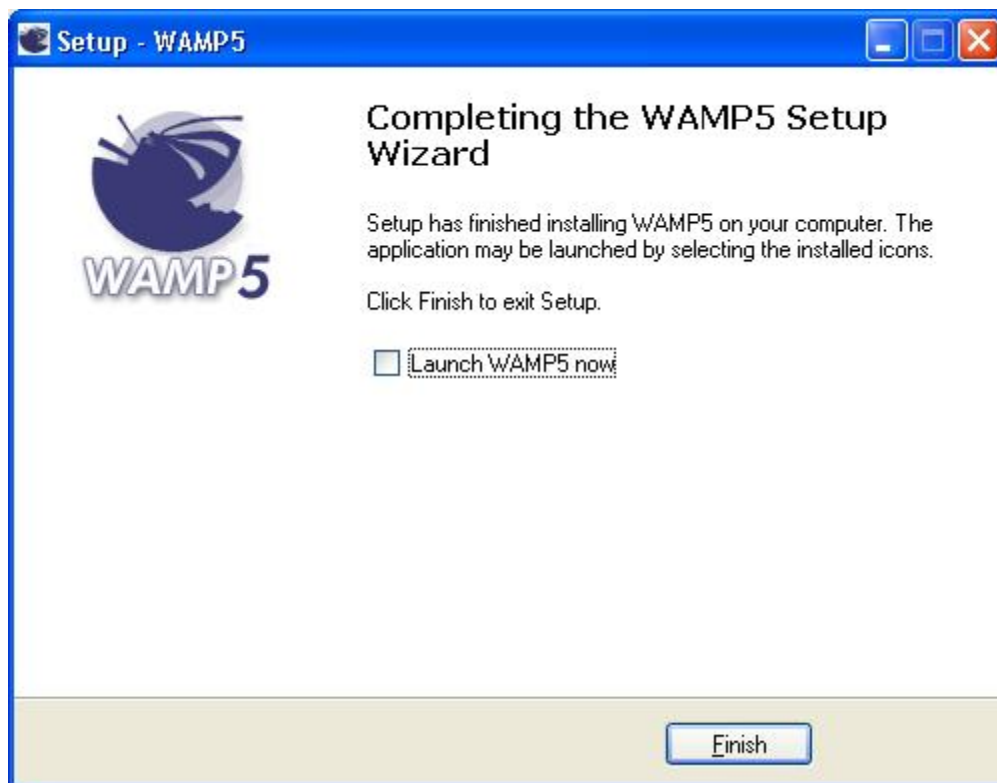 Setup - WAMP5
WAMP5
Completing the WAMP5 Setup
Wizard
Setup has finished installing WAMP5 on your computer. The
application may be launched by selecting the installed icons.
Click Finish to exit Setup.
Launch WAMP5 now
Finish